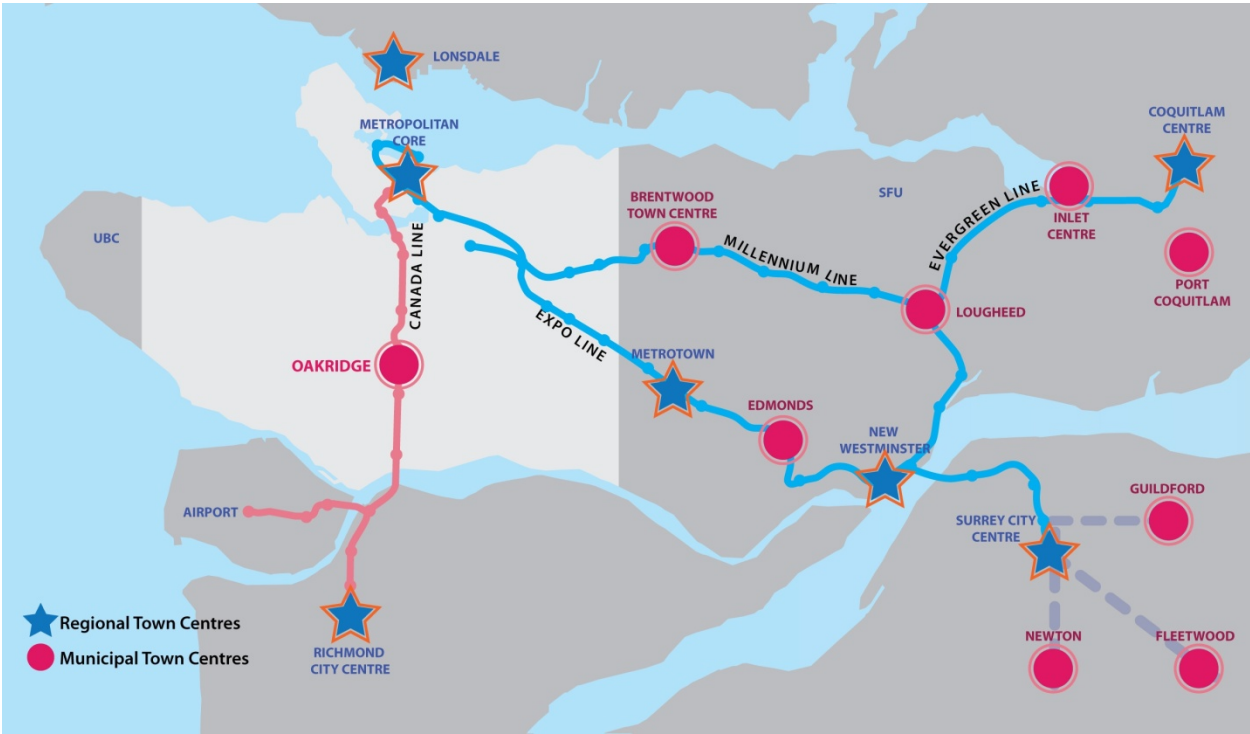 LONSDALE
METROPOLITAN
CORE
COQUITLAM
CENTRE
BRENTWOOD
TOWN CENTRE
SFU
EVERGREEN LINE
INLET
CENTRE
UBC
CANADA LINE
MILLENNIUM LINE
PORT
COQUITLAM
LOUGHEED
EXPO LINE
METROTOWN
OAKRIDGE
EDMONDS
NEW
WESTMINSTER
GUILDFORD
AIRPORT
SURREY CITY
CENTRE
Regional Town Centres
Municipal Town Centres
RICHMOND
CITY CENTRE
NEWTON
FLEETWOOD